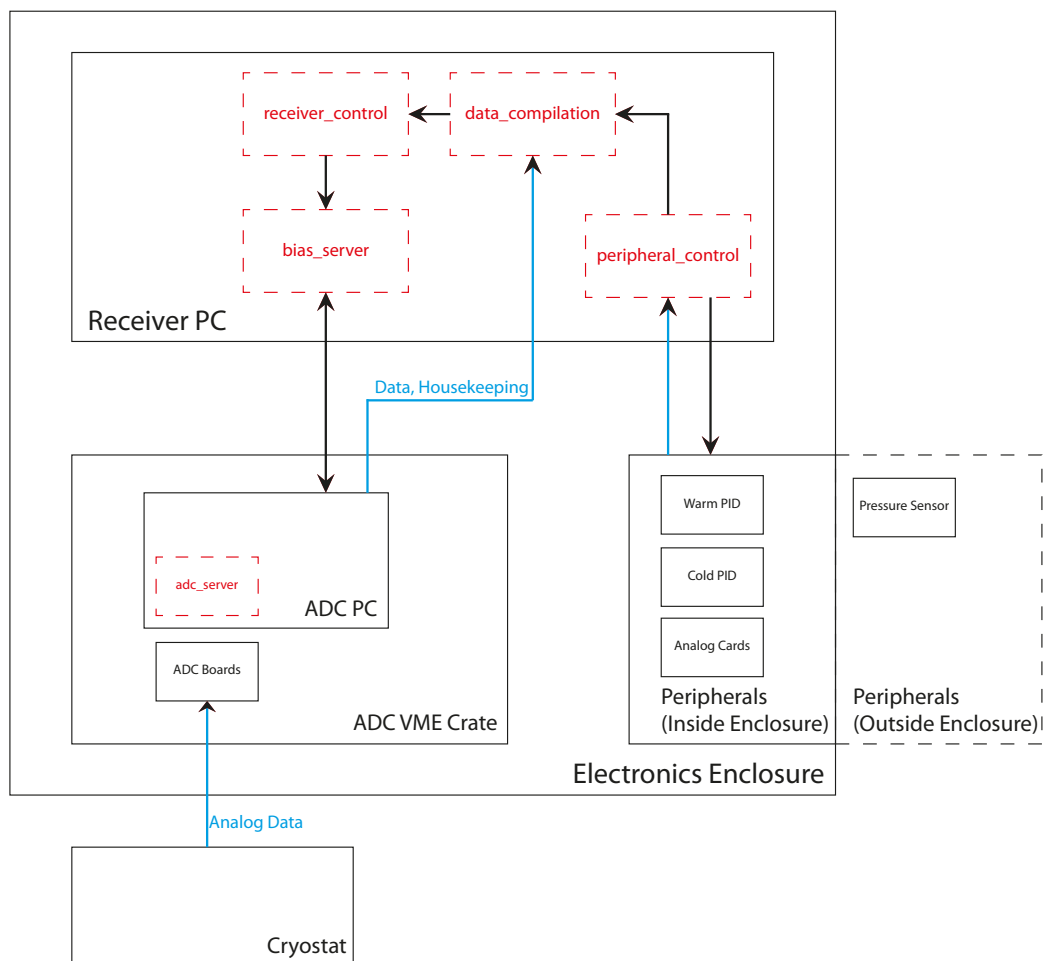 receiver_control
data_compilation
bias_server
peripheral_control
Receiver PC
Data, Housekeeping
Warm PID
Pressure Sensor
Cold PID
adc_server
ADC PC
Analog Cards
ADC Boards
Peripherals
(Inside Enclosure)
Peripherals
(Outside Enclosure)
ADC VME Crate
Electronics Enclosure
Analog Data
Cryostat